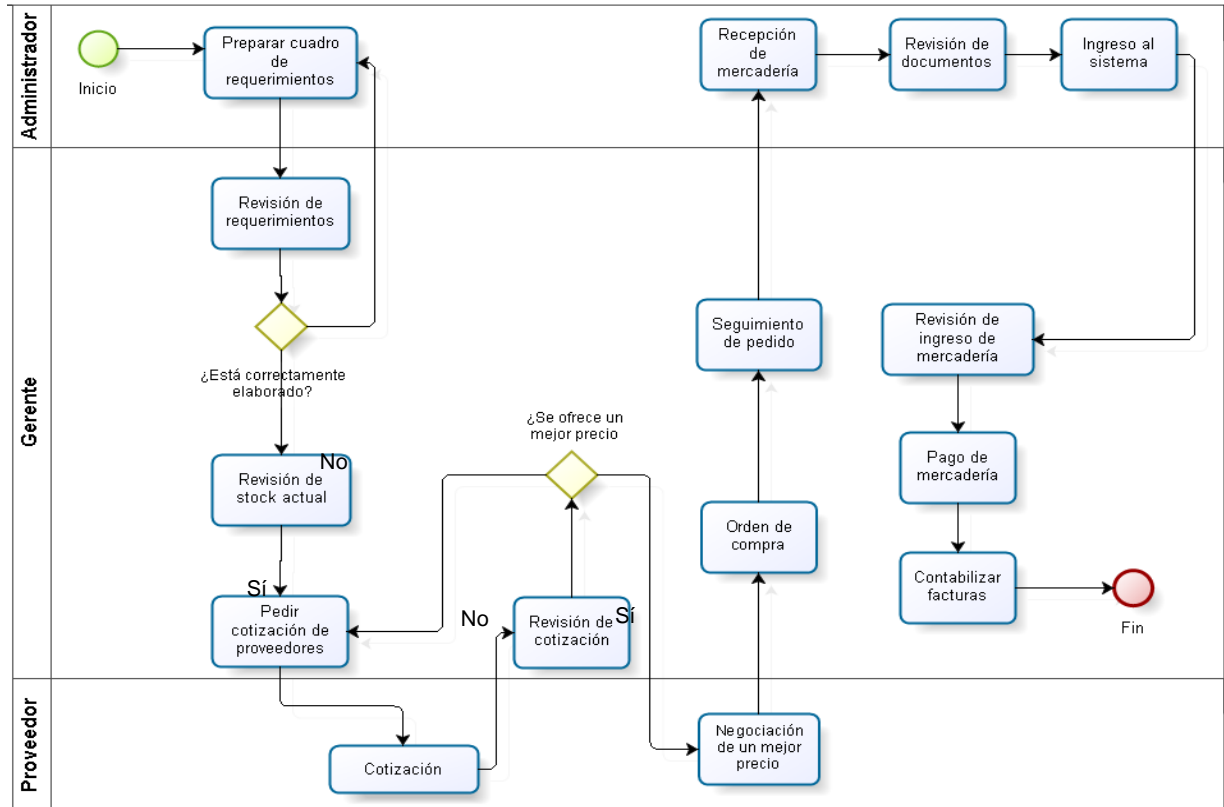 Administrador
Inicio
Preparar cuadro
de
requerimientos
Recepción
de
mercadería
Revisión de
documentos
Ingreso al
sistema
Gerente
Revisión de
requerimientos
¿Está correctamente
elaborado?
No
Revisión de
stock actual
Sí
Pedir
cotización de
proveedores
¿Se ofrece un
mejor precio
No
Revisión de
cotización
Sí
Seguimiento
de pedido
Orden de
compra
Revisión de
ingreso de
mercadería
Pago de
mercadería
Contabilizar
facturas
Fin
Proveedor
Cotización
Negociación
de un mejor
precio